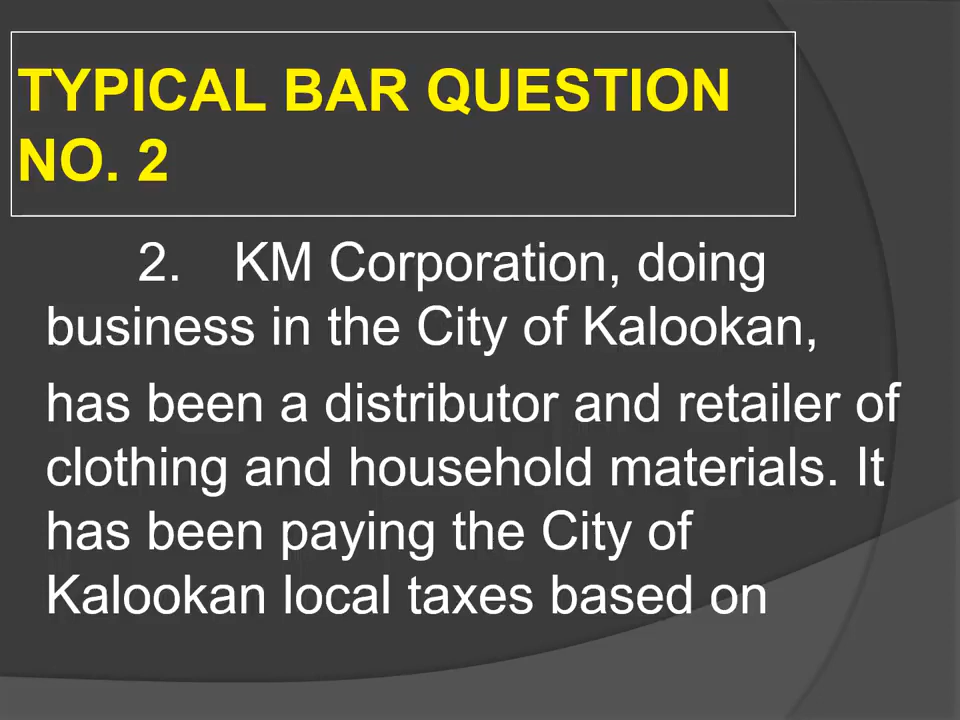 TYPICAL BAR QUESTION
NO. 2
2. KM Corporation, doing
business in the City of Kalookan,
has been a distributor and retailer of
clothing and household materials. It
has been paying the City of
Kalookan local taxes based on